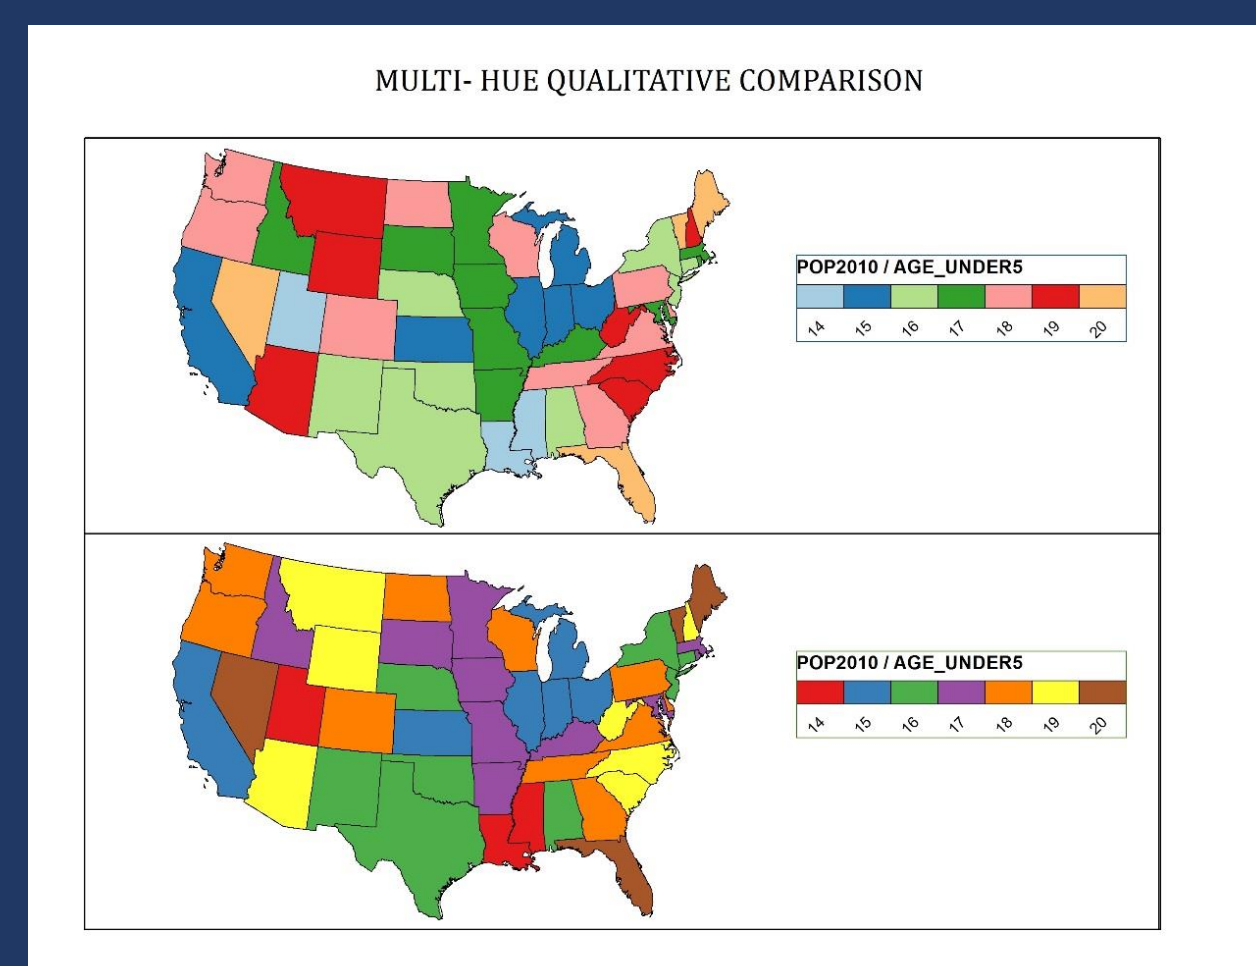 MULTI- HUE QUALITATIVE COMPARISON
POP2010 / AGE_UNDER5
14 15 16 17 18 19 20
POP2010 / AGE_UNDER5
14 15 16 17 18 19 20